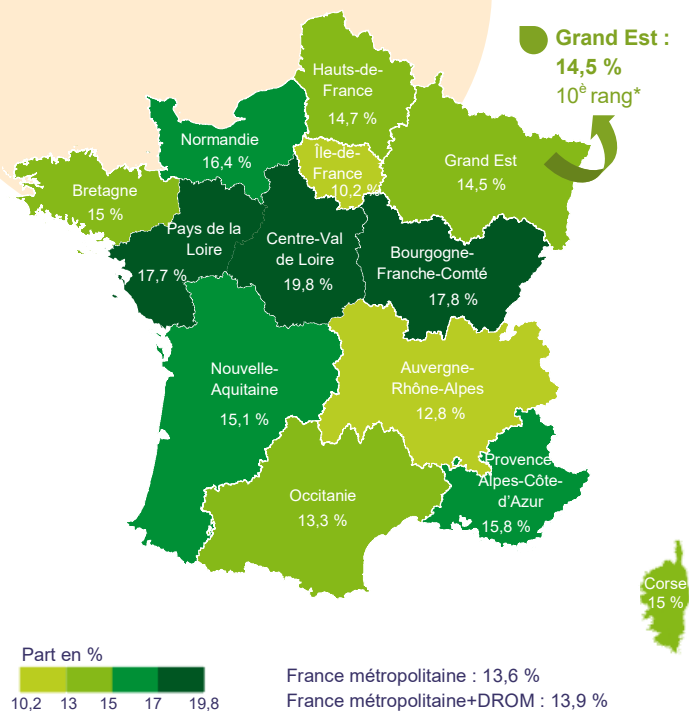 Grand Est :
14,5 %
10è rang*
Hauts-de-
France
14,7 %
Normandie
16,4 %
Île-de-
France
10,2 %
Grand Est
14,5 %
Bretagne
15 %
Pays de la
Loire
17,7 %
Centre-Val
de Loire
19,8 %
Bourgogne-
Franche-Comté
17,8 %
Nouvelle-
Aquitaine
15,1 %
Auvergne-
Rhône-Alpes
12,8 %
Provence
Alpes-Côte-
d'Azur
15,8 %
Occitanie
13,3 %
Corse
15 %
Part en %
10,2 13 15 17 19,8
France métropolitaine : 13,6 %
France métropolitaine+DROM : 13,9 %